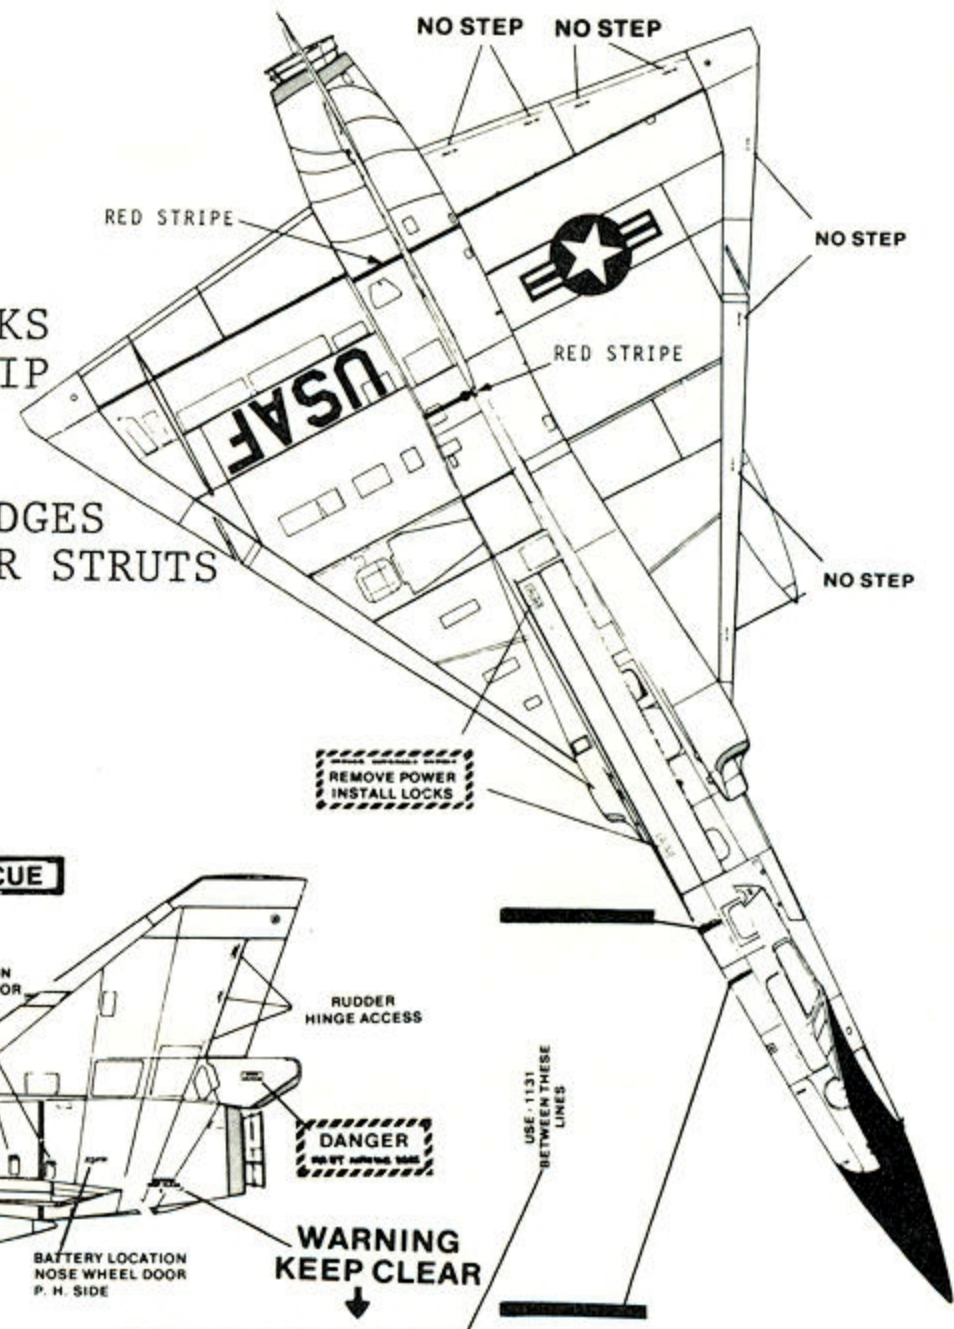 NO STEP NO STEP
RED STRIPE
NO STEP
KS
IP
RED STRIPE
USAF
DGES
R STRUTS
NO STEP
REMOVE POWER
INSTALL LOCKS
CUE
N
OR
RUDDER
HINGE ACCESS
USE - 1131
BETWEEN THESE
LINES
DANGER
WARNING
KEEP CLEAR
BATTERY LOCATION
NOSE WHEEL DOOR
P. H. SIDE